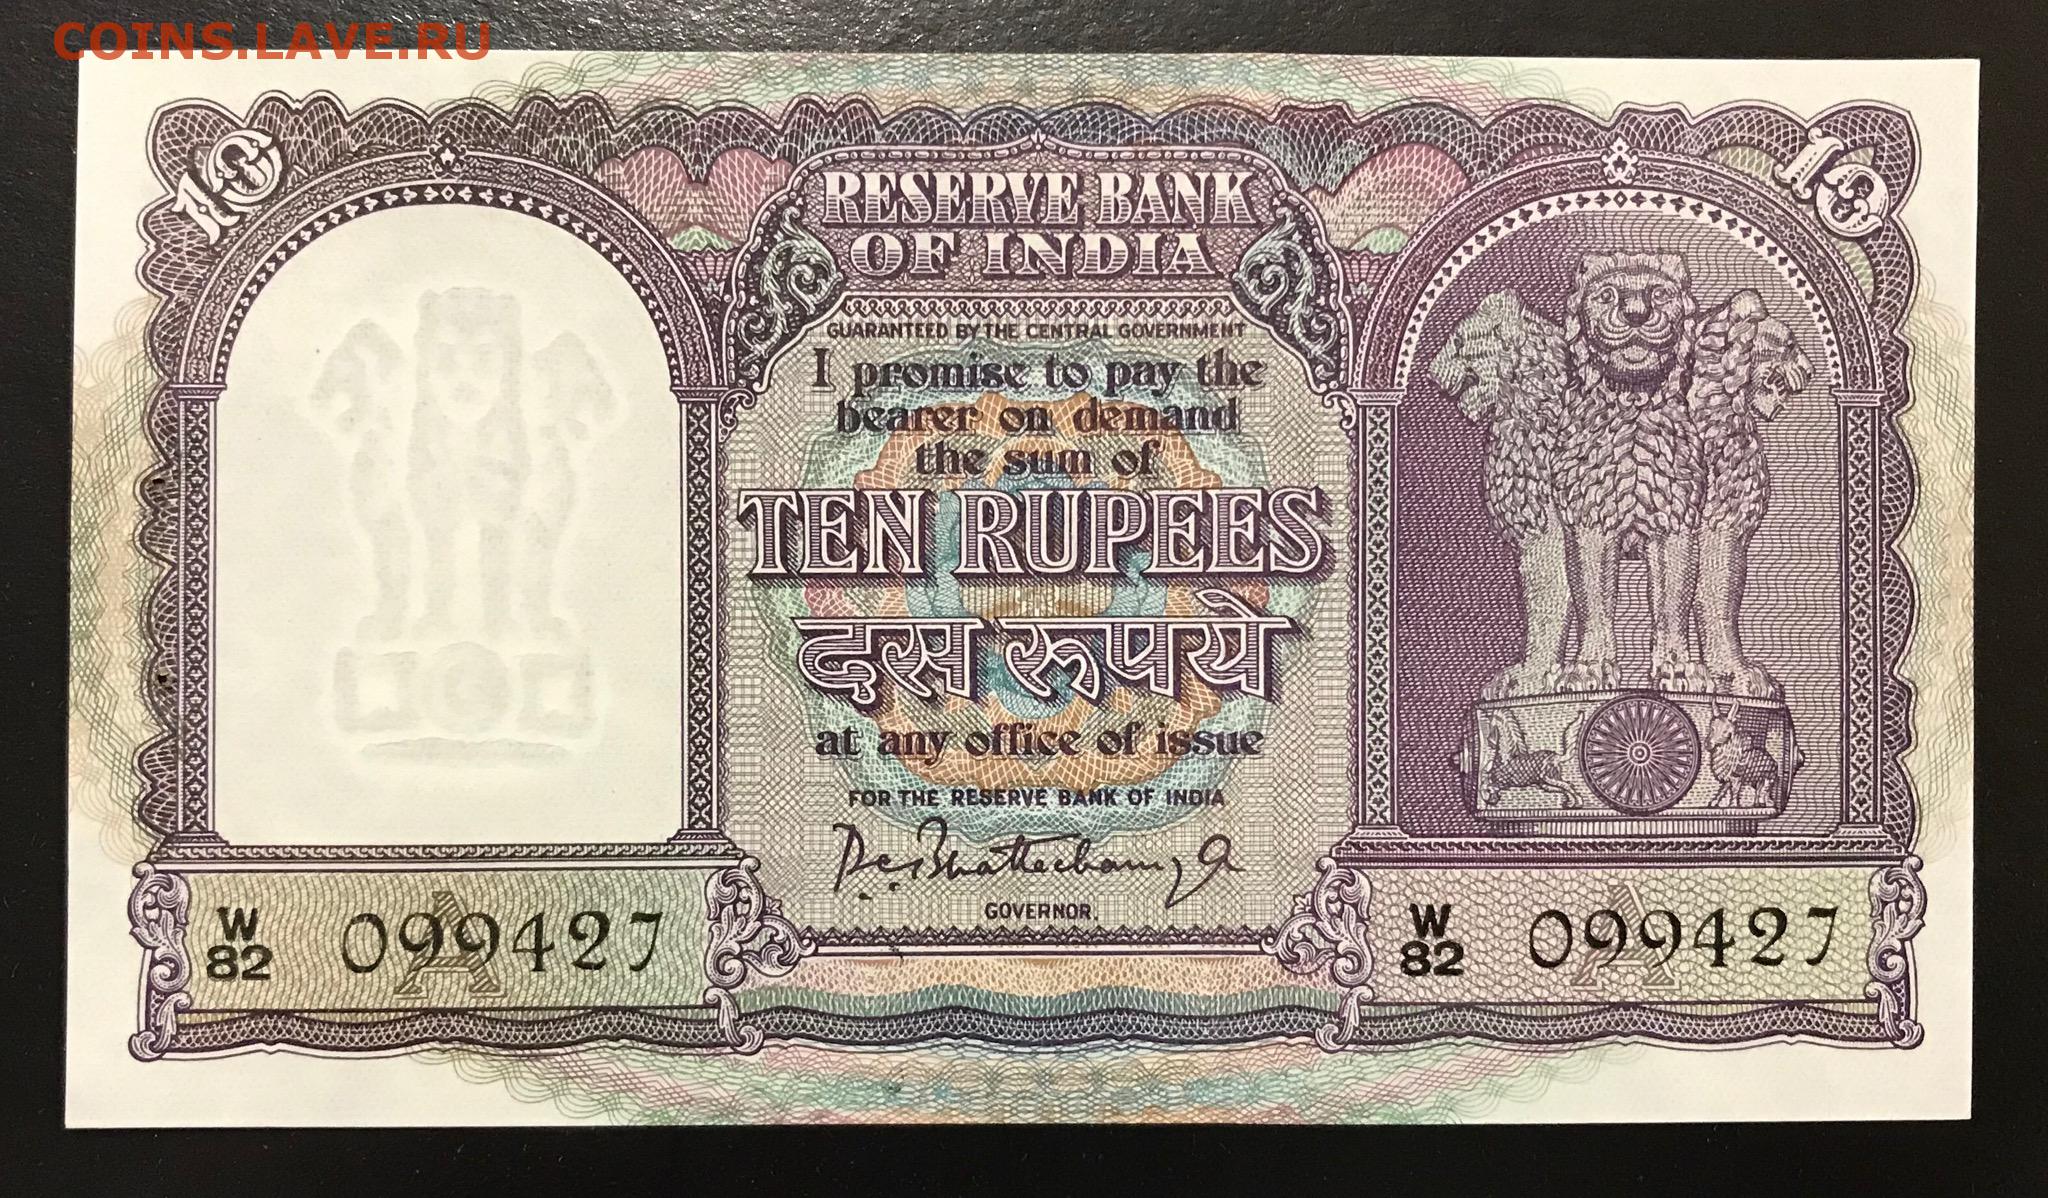 COINS.LAVE.RU
10
10
RESERVE BANK
OF INDIA
GUARANTEED BY THE CENTRAL GOVERNMENT
I promise to pay the
bearer on demand
the sum of
TEN RUPEES
दस रूपये
at any office of issue
FOR THE RESERVE BANK OF INDIA
P. C. Bhattacharyya
GOVERNOR.
W
82
A
099427
W
82
A
099427